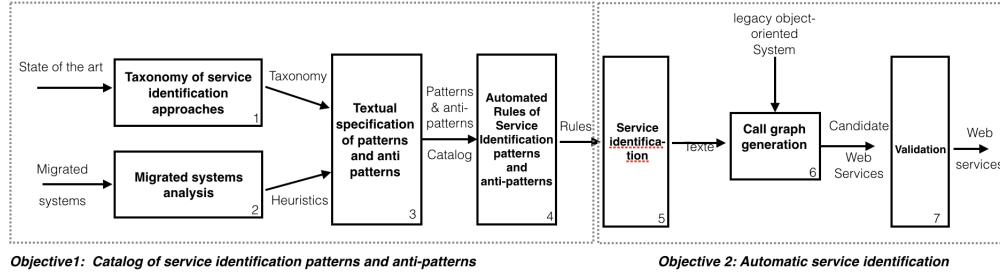 State of the art
Taxonomy of service
identification
approaches
1
Taxonomy
Migrated
systems
Migrated systems
analysis
2
Heuristics
Textual
specification
of patterns
and anti
patterns
3
Patterns
& anti-
patterns
Catalog
Automated
Rules of
Service
Identification
patterns
and
anti-patterns
4
Rules
Service
identifica-
tion
5
Texte
legacy object-
oriented
System
Call graph
generation
6
Candidate
Web
Services
Validation
7
Web
services
Objective1: Catalog of service identification patterns and anti-patterns
Objective 2: Automatic service identification